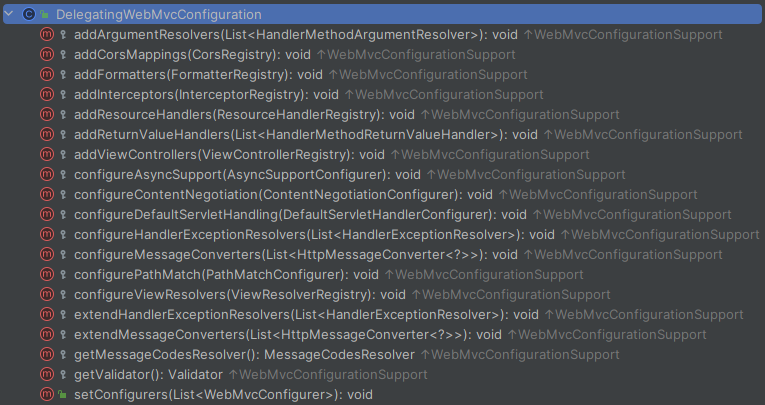 DelegatingWebMvcConfiguration
addArgumentResolvers(List<HandlerMethodArgumentResolver>): void ↑WebMvcConfigurationSupport
addCorsMappings(CorsRegistry): void ↑WebMvcConfigurationSupport
addFormatters(FormatterRegistry): void ↑WebMvcConfigurationSupport
addInterceptors(InterceptorRegistry): void ↑WebMvcConfigurationSupport
addResourceHandlers(ResourceHandlerRegistry): void ↑WebMvcConfigurationSupport
addReturnValueHandlers(List<HandlerMethodReturnValueHandler>): void ↑WebMvcConfigurationSupport
addViewControllers(ViewControllerRegistry): void ↑WebMvcConfigurationSupport
configureAsyncSupport(AsyncSupportConfigurer): void ↑WebMvcConfigurationSupport
configureContentNegotiation(ContentNegotiationConfigurer): void ↑WebMvcConfigurationSupport
configureDefaultServletHandling(DefaultServletHandlerConfigurer): void ↑WebMvcConfigurationSupport
configureHandlerExceptionResolvers(List<HandlerExceptionResolver>): void ↑WebMvcConfigurationSupport
configureMessageConverters(List<HttpMessageConverter<?>>): void ↑WebMvcConfigurationSupport
configurePathMatch(PathMatchConfigurer): void ↑WebMvcConfigurationSupport
configureViewResolvers(ViewResolverRegistry): void ↑WebMvcConfigurationSupport
extendHandlerExceptionResolvers(List<HandlerExceptionResolver>): void ↑WebMvcConfigurationSupport
extendMessageConverters(List<HttpMessageConverter<?>>): void ↑WebMvcConfigurationSupport
getMessageCodesResolver(): MessageCodesResolver ↑WebMvcConfigurationSupport
getValidator(): Validator ↑WebMvcConfigurationSupport
setConfigurers(List<WebMvcConfigurer>): void